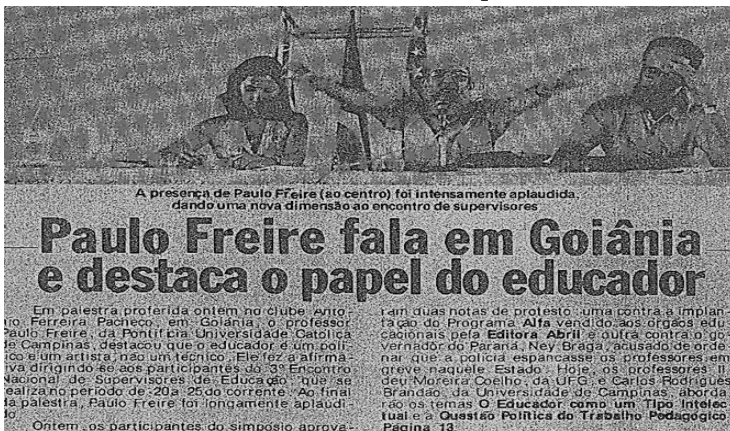 A presença de Paulo Freire (ao centro) foi intensamente aplaudida,
dando uma nova dimensão ao encontro de supervisores
Paulo Freire fala em Goiânia
e destaca o papel do educador
Em palestra proferida ontem no clube Anto-
io Ferreira Pacheco, em Goiânia, o professor
Paulo Freire, da Pontifícia Universidade Católica
de Campinas, destacou que o educador é um polí-
ico e um artista, não um técnico. Ele fez a afirma-
iva dirigindo se aos participantes do 3º Encontro
Nacional de Supervisores de Educação, que se
realiza no período de 20 a 25 do corrente. Ao final
da palestra, Paulo Freire foi longamente aplaudi-
do
Ontem, os participantes do simpósio aprova-
ram duas notas de protesto: uma contra a implan-
tação do Programa Alfa vendido aos órgãos edu-
cacionais pela Editora Abril e outra contra o go-
vernador do Paraná, Ney Braga, acusado de orde-
nar que a polícia espancasse os professores em
greve naquele Estado. Hoje, os professores Il-
deu Moreira Coelho, da UFG, e Carlos Rodrigues
Brandão, da Universidade de Campinas, aborda-
rão os temas O Educador como um Tipo Intelec
tual e a Questão Política do Trabalho Pedagógico
Página 13